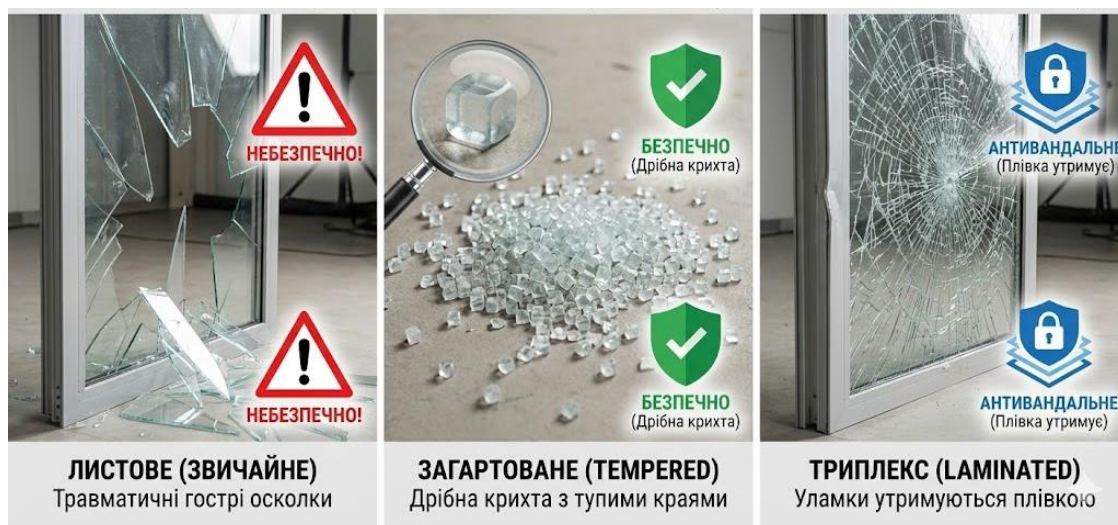 НЕБЕЗПЕЧНО!
НЕБЕЗПЕЧНО!
ЛИСТОВЕ (ЗВИЧАЙНЕ)
Травматичні гострі осколки
БЕЗПЕЧНО
(Дрібна крихта)
БЕЗПЕЧНО
(Дрібна крихта)
ЗАГАРТОВАНЕ (TEMPERED)
Дрібна крихта з тупими краями
АНТИВАНДАЛЬНЕ
(Плівка утримує)
АНТИВАНДАЛЬНЕ
(Плівка утримує)
ТРИПЛЕКС (LAMINATED)
Уламки утримуються плівкою